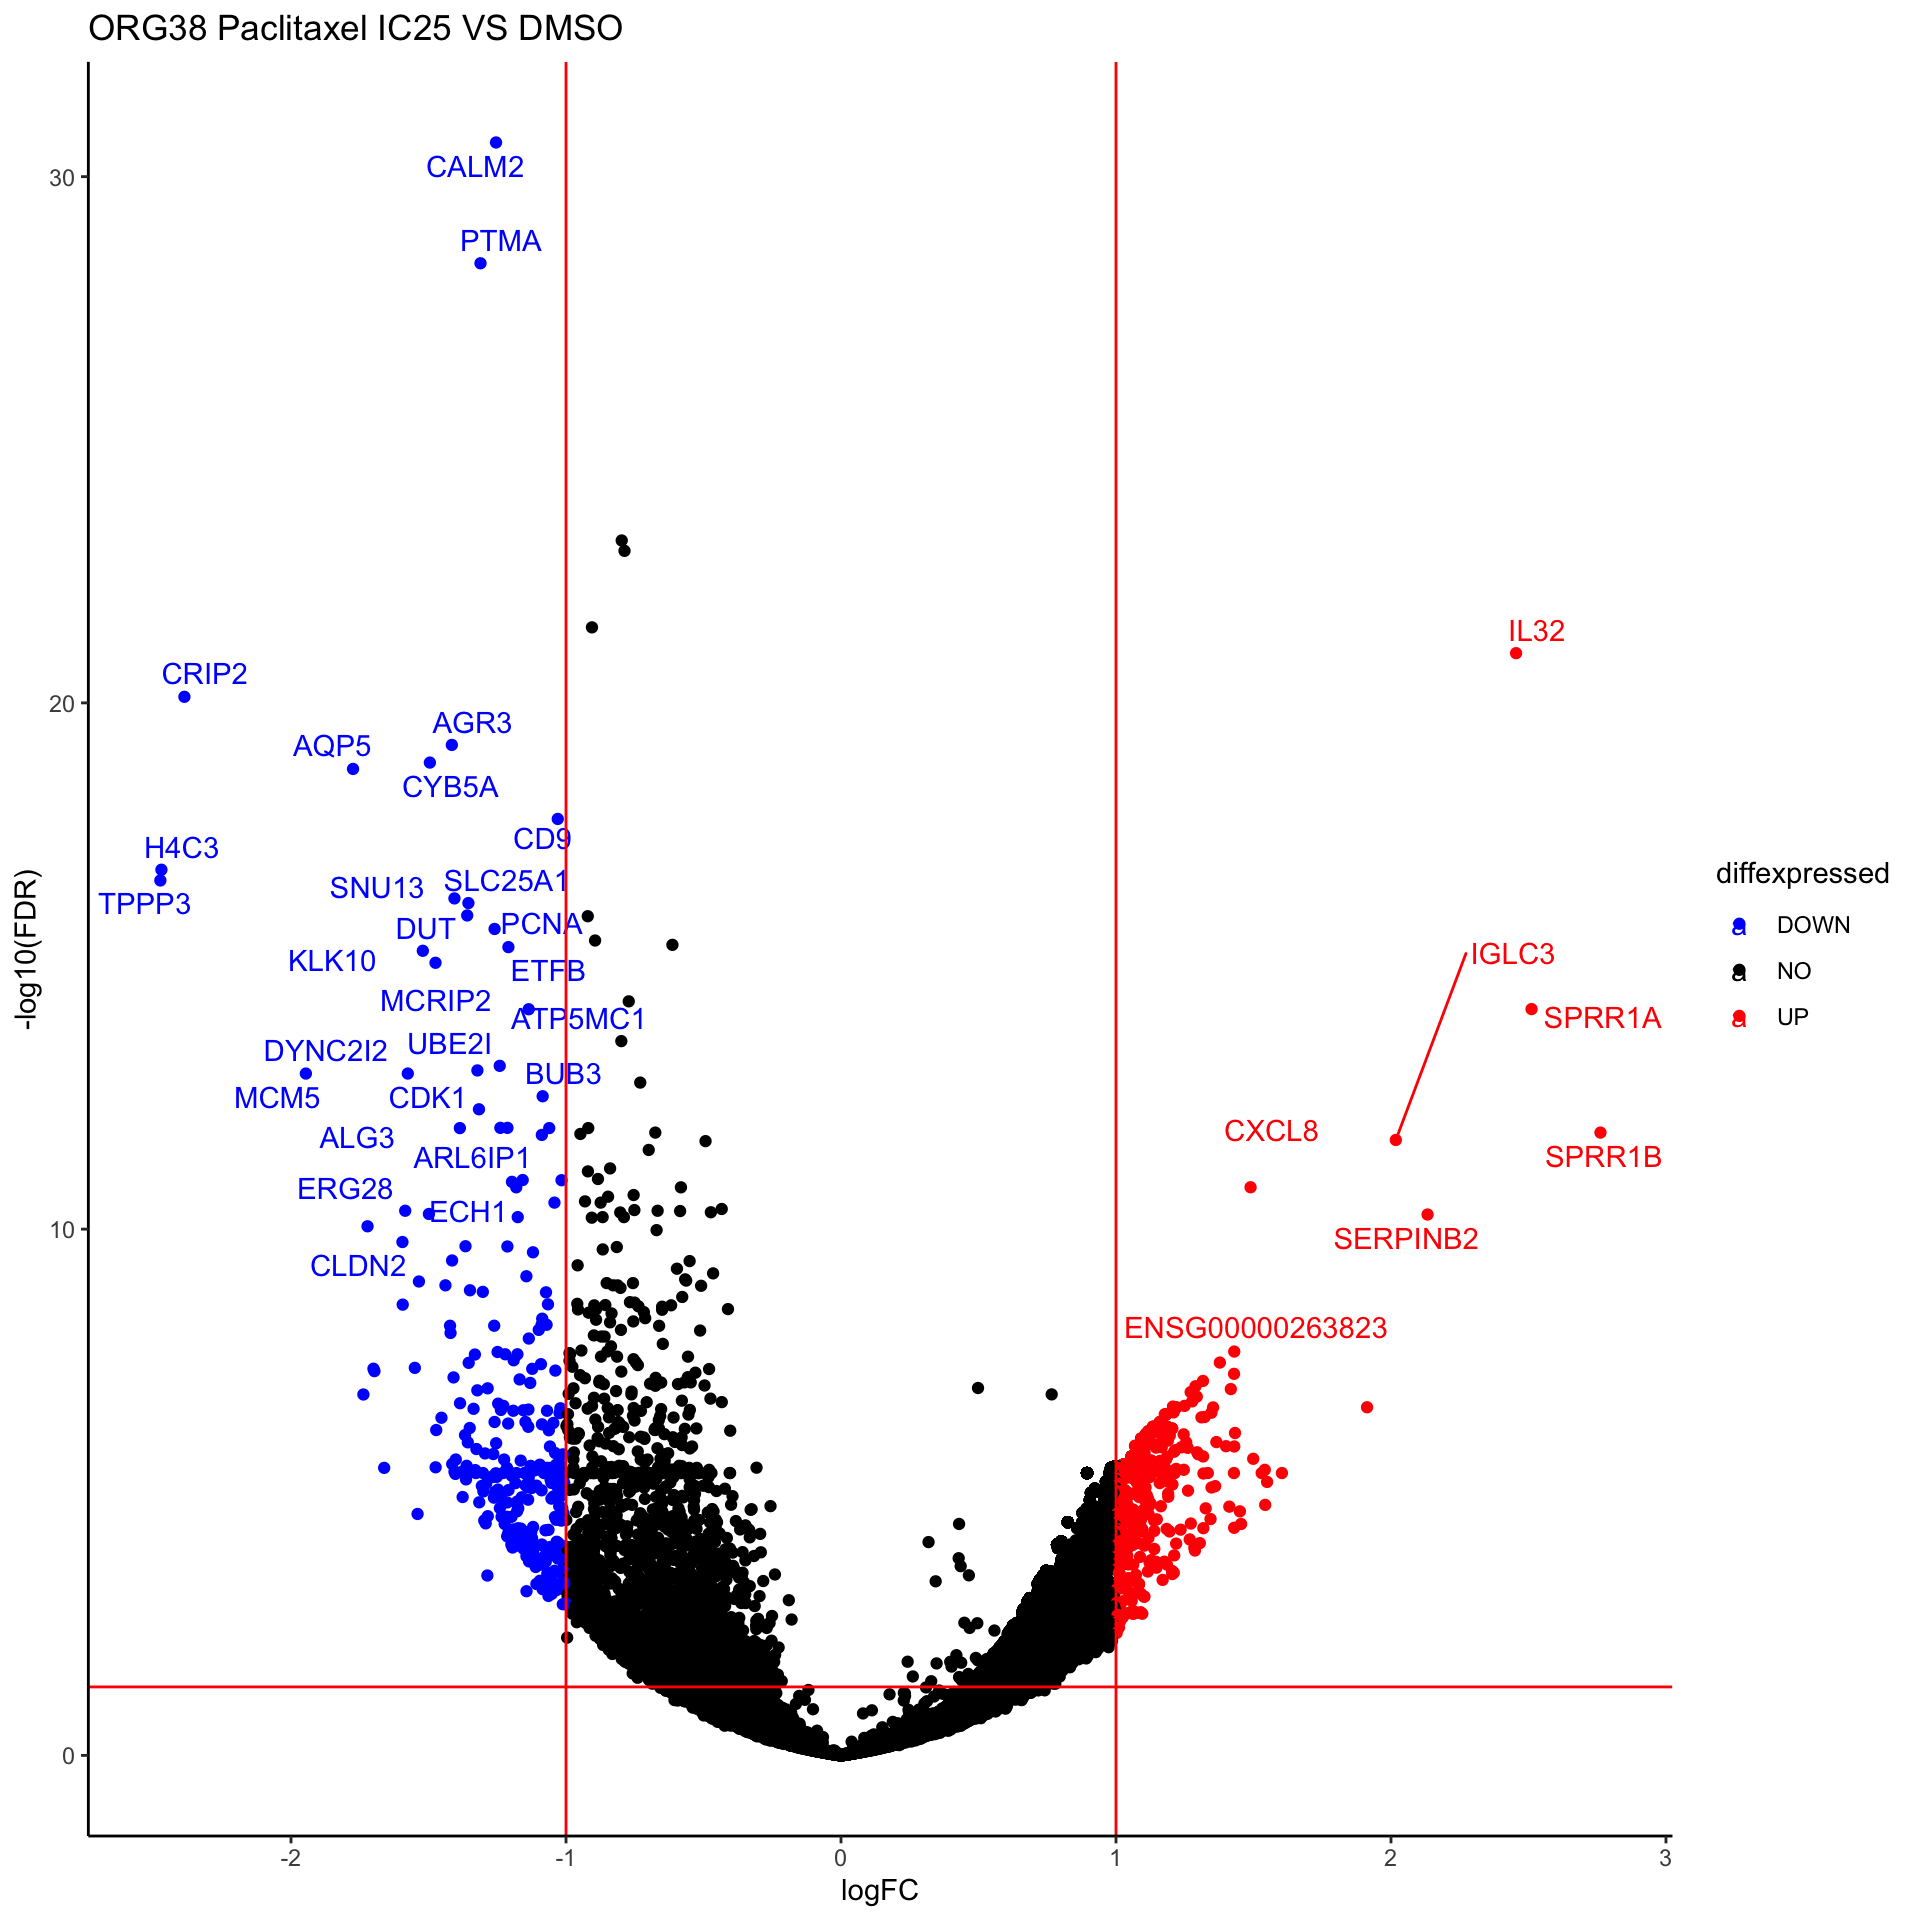 ORG38 Paclitaxel IC25 VS DMSO
CALM2
30
PTMA
IL32
CRIP2
20
AGR3
AQP5
CYB5A
CD9
H4C3
SLC25A1
SNU13
TPPP3
PCNA
DUT
KLK10
ETFB
IGLC3
MCRIP2
ATP5MC1
SPRR1A
UBE2I
DYNC2I2
BUB3
MCM5
CDK1
CXCL8
ALG3
ARL6IP1
SPRR1B
ERG28
ECH1
10
SERPINB2
CLDN2
ENSG00000263823
0
-2
-1
0
1
2
3
logFC
-log10(FDR)
diffexpressed
a DOWN
a NO
a UP